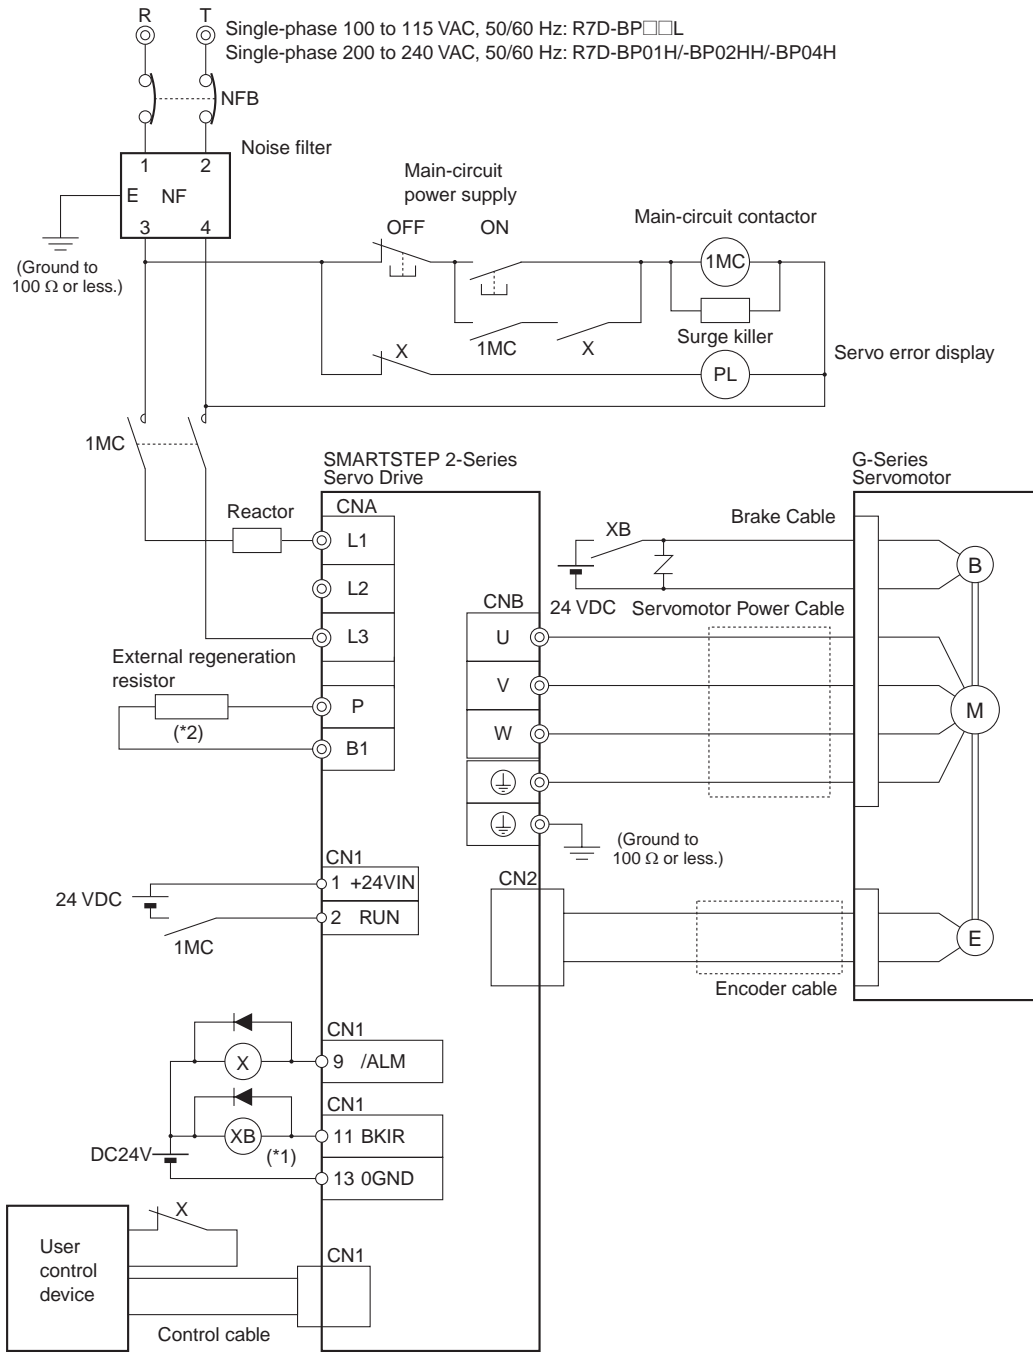 R T
Single-phase 100 to 115 VAC, 50/60 Hz: R7D-BP□□L
Single-phase 200 to 240 VAC, 50/60 Hz: R7D-BP01H/-BP02HH/-BP04H
NFB
Noise filter
1 2
E NF
3 4
(Ground to
100 Ω or less.)
Main-circuit
power supply
OFF ON
Main-circuit contactor
1MC
Surge killer
1MC X
X
PL
Servo error display
1MC
SMARTSTEP 2-Series
Servo Drive
G-Series
Servomotor
CNA
Reactor
L1
L2
L3
External regeneration
resistor
(*2)
P
B1
XB
Brake Cable
B
24 VDC
Servomotor Power Cable
CNB
U
V
W
M
(Ground to
100 Ω or less.)
CN1
24 VDC
1 +24VIN
2 RUN
1MC
CN2
E
Encoder cable
CN1
X
9 /ALM
CN1
XB
(*1)
11 BKIR
DC24V
13 0GND
X
User
control
device
CN1
Control cable